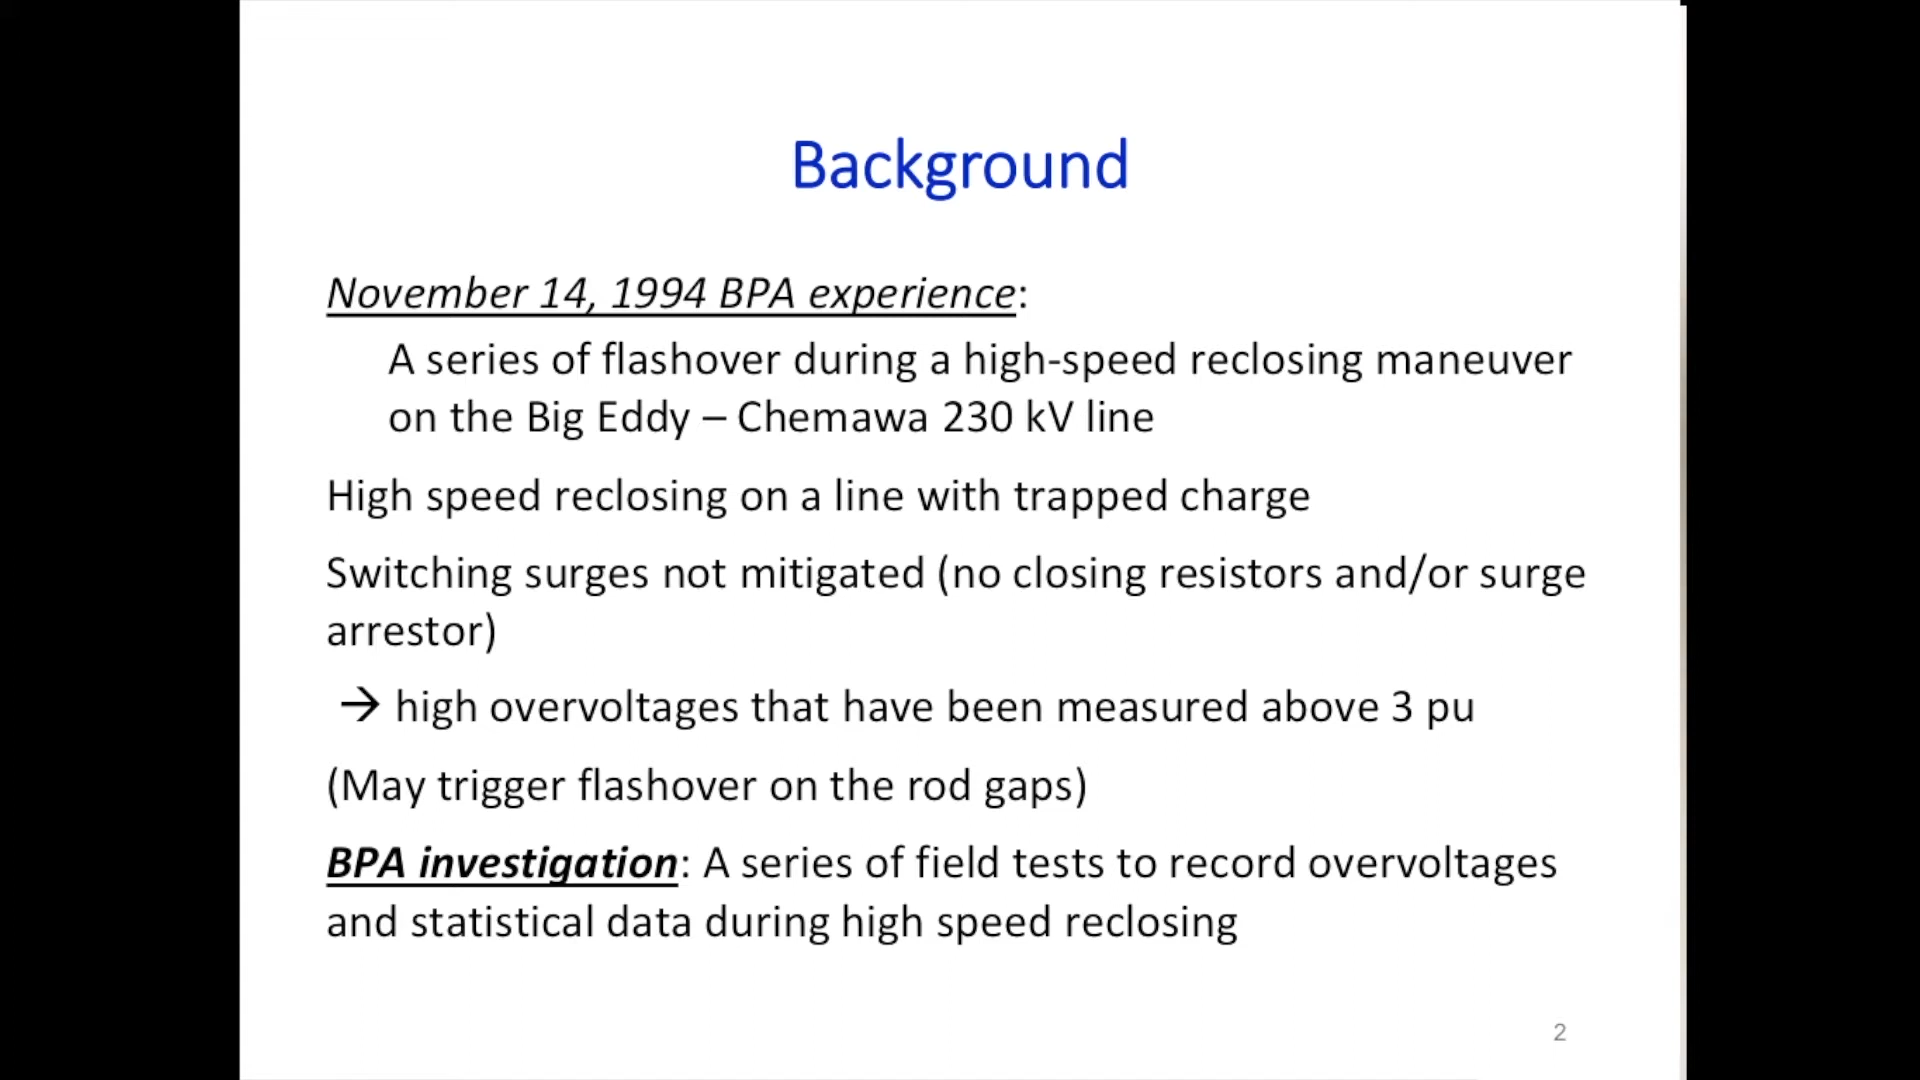 Background
November 14, 1994 BPA experience:
A series of flashover during a high-speed reclosing maneuver
on the Big Eddy – Chemawa 230 kV line
High speed reclosing on a line with trapped charge
Switching surges not mitigated (no closing resistors and/or surge
arrestor)
→ high overvoltages that have been measured above 3 pu
(May trigger flashover on the rod gaps)
BPA investigation: A series of field tests to record overvoltages
and statistical data during high speed reclosing
2